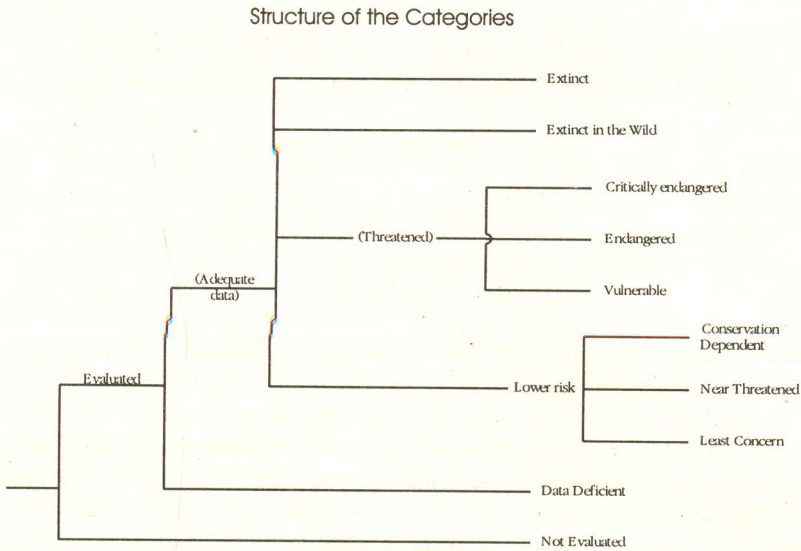 Structure of the Categories
Extinct
Extinct in the Wild
Critically endangered
(Threatened)
Endangered
(Adequate
data)
Vulnerable
Conservation
Dependent
Evaluated
Lower risk
Near Threatened
Least Concern
Data Deficient
Not Evaluated